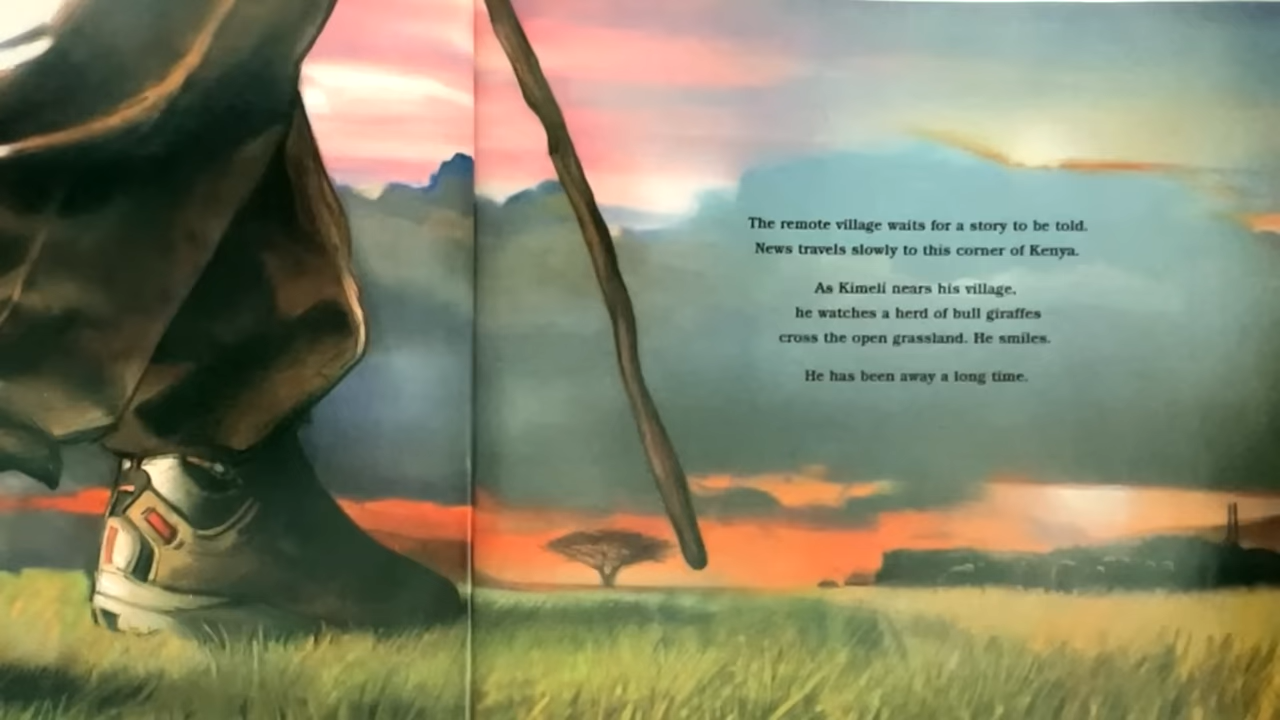 The remote village waits for a story to be told.
News travels slowly to this corner of Kenya.
As Kimeli nears his village,
he watches a herd of bull giraffes
cross the open grassland. He smiles.
He has been away a long time.